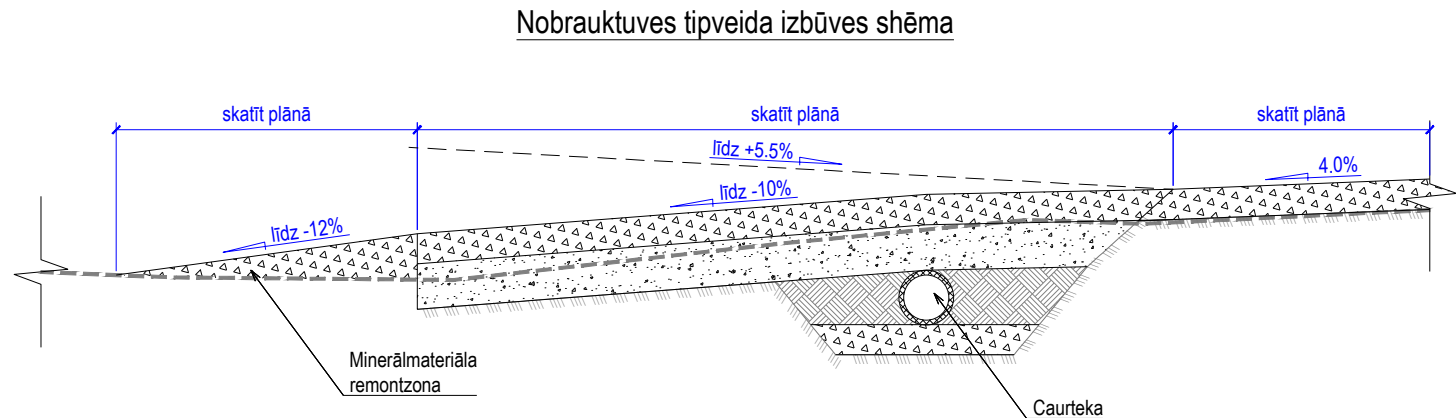 Nobrauktuves tipveida izbūves shēma
skatīt plānā
skatīt plānā
skatīt plānā
līdz +5.5%
līdz -10%
4.0%
līdz -12%
Minerālmateriāla
remontzona
Caurteka